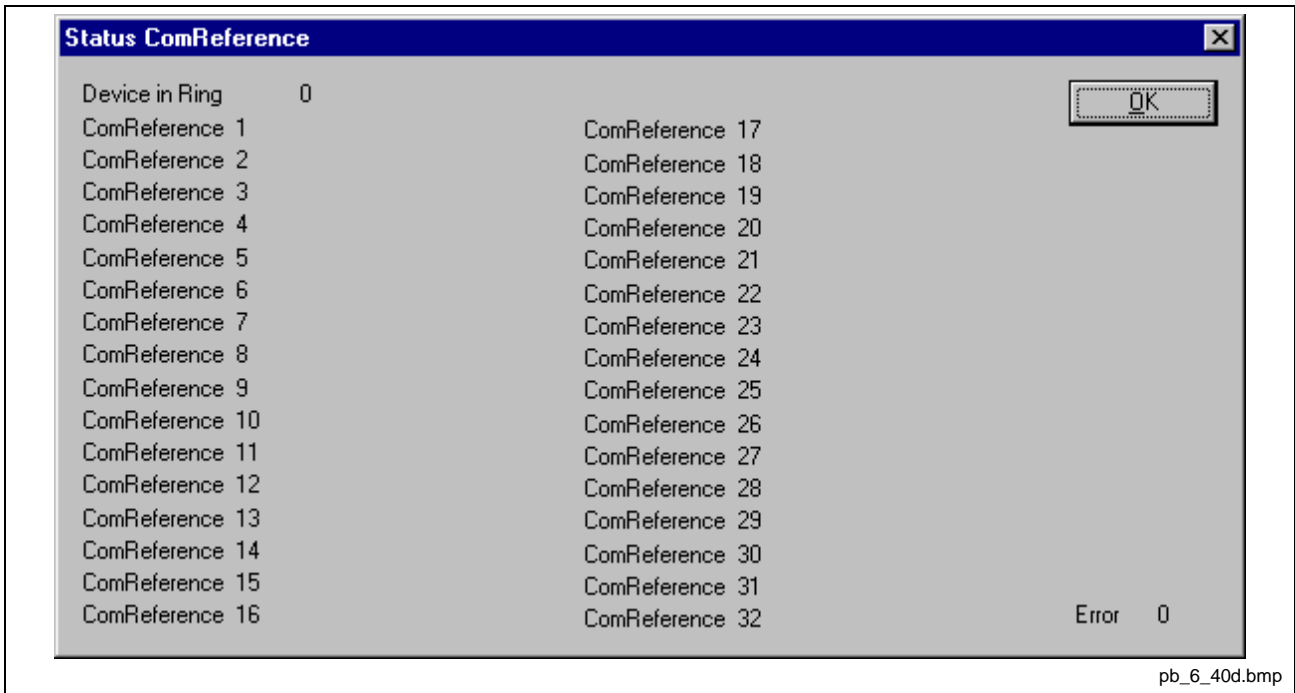 Status ComReference
Device in Ring 0
OK
ComReference 1
ComReference 2
ComReference 3
ComReference 4
ComReference 5
ComReference 6
ComReference 7
ComReference 8
ComReference 9
ComReference 10
ComReference 11
ComReference 12
ComReference 13
ComReference 14
ComReference 15
ComReference 16
ComReference 17
ComReference 18
ComReference 19
ComReference 20
ComReference 21
ComReference 22
ComReference 23
ComReference 24
ComReference 25
ComReference 26
ComReference 27
ComReference 28
ComReference 29
ComReference 30
ComReference 31
ComReference 32
Error 0
pb_6_40d.bmp